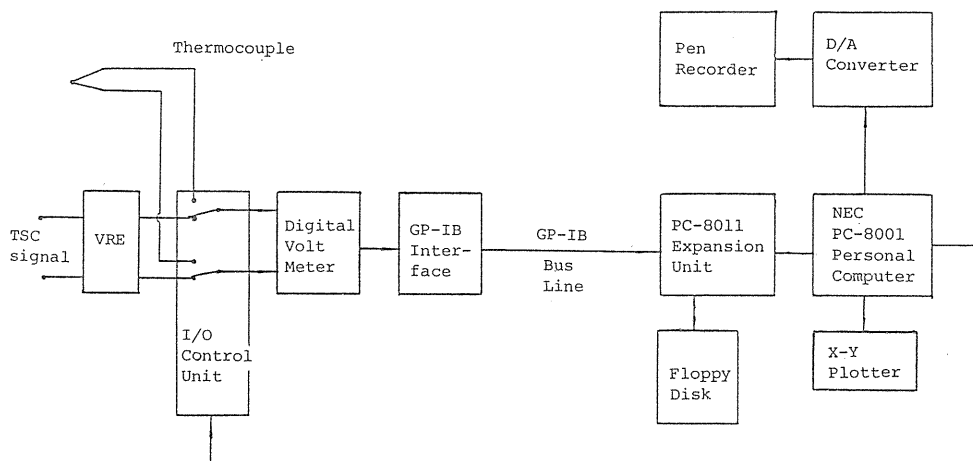 Thermocouple
Pen
Recorder
D/A
Converter
TSC
signal
VRE
I/O
Control
Unit
Digital
Volt
Meter
GP-IB
Inter-
face
GP-IB
Bus
Line
PC-8011
Expansion
Unit
NEC
PC-8001
Personal
Computer
Floppy
Disk
X-Y
Plotter